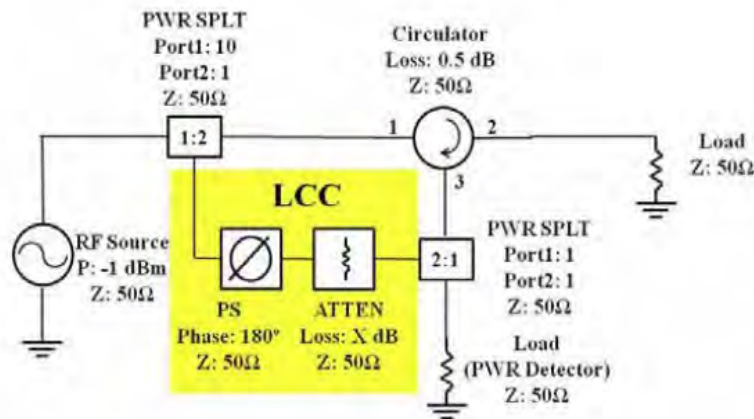 PWR SPLT
Port1: 10
Port2: 1
Z: 50Ω
1:2
Circulator
Loss: 0.5 dB
Z: 50Ω
1
2
3
Load
Z: 50Ω
LCC
RF Source
P: -1 dBm
Z: 50Ω
PS
Phase: 180°
Z: 50Ω
ATTEN
Loss: X dB
Z: 50Ω
2:1
PWR SPLT
Port1: 1
Port2: 1
Z: 50Ω
Load
(PWR Detector)
Z: 50Ω